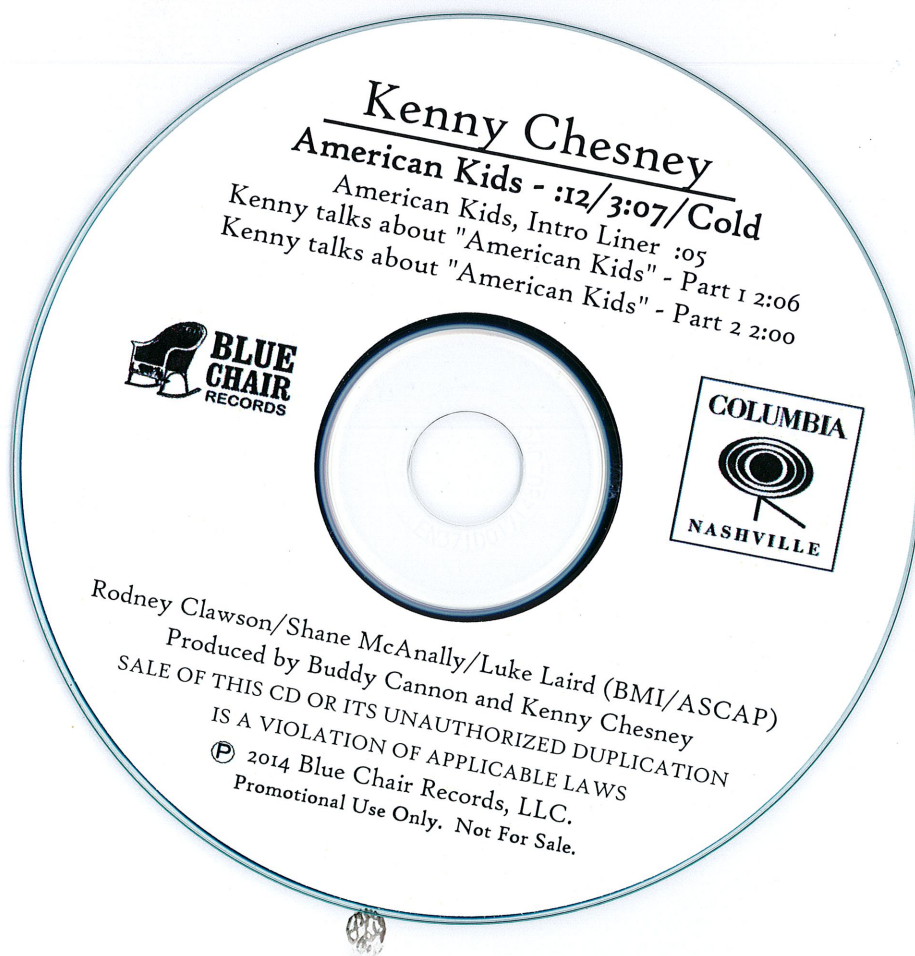 Kenny Chesney
American Kids - :12/3:07/Cold
American Kids, Intro Liner :05
Kenny talks about "American Kids" - Part 1 2:06
Kenny talks about "American Kids" - Part 2 2:00
BLUE
CHAIR
RECORDS
COLUMBIA
NASHVILLE
Rodney Clawson/Shane McAnally/Luke Laird (BMI/ASCAP)
Produced by Buddy Cannon and Kenny Chesney
SALE OF THIS CD OR ITS UNAUTHORIZED DUPLICATION
IS A VIOLATION OF APPLICABLE LAWS
℗ 2014 Blue Chair Records, LLC.
Promotional Use Only. Not For Sale.